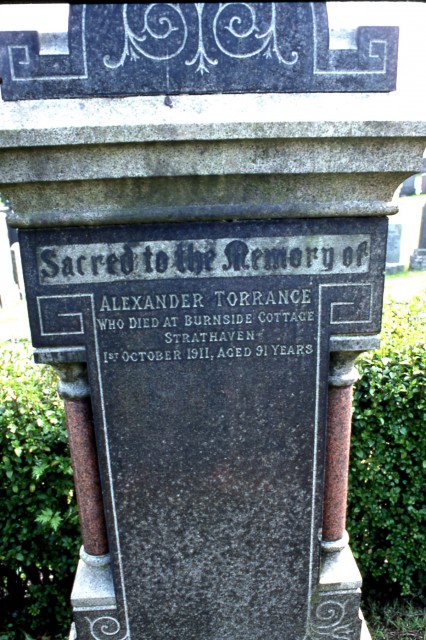 Sacred to the Memory of
ALEXANDER TORRANCE
WHO DIED AT BURNSIDE COTTAGE
STRATHAVEN
1ST OCTOBER 1911, AGED 91 YEARS